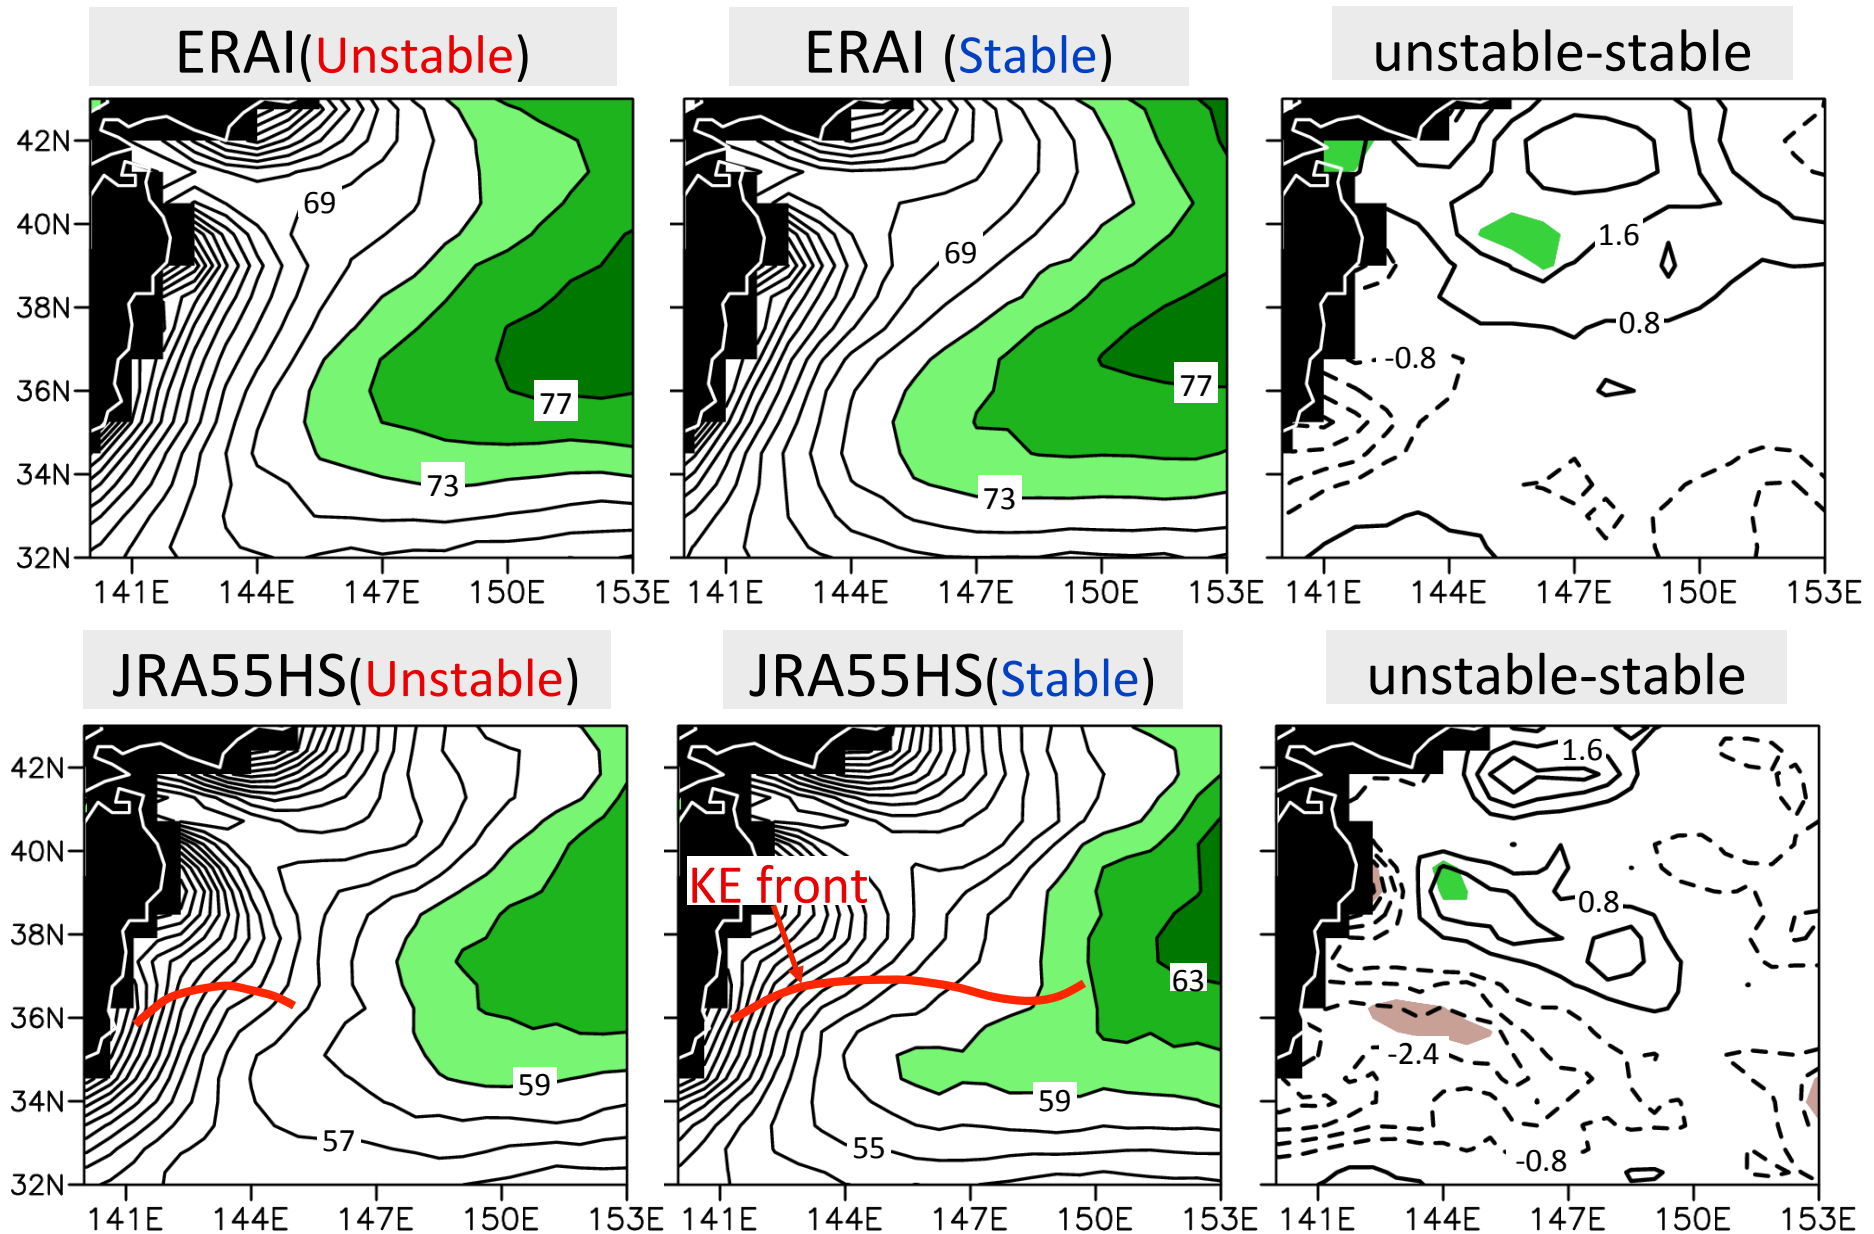 ERAI(Unstable)
ERAI (Stable)
unstable-stable
42N
40N
38N
36N
34N
32N
69
77
73
69
77
73
1.6
0.8
-0.8
141E 144E 147E 150E 153E
141E 144E 147E 150E 153E
141E 144E 147E 150E 153E
JRA55HS(Unstable)
JRA55HS(Stable)
unstable-stable
42N
40N
38N
36N
34N
32N
59
57
KE front
63
59
55
1.6
0.8
-2.4
-0.8
141E 144E 147E 150E 153E
141E 144E 147E 150E 153E
141E 144E 147E 150E 153E